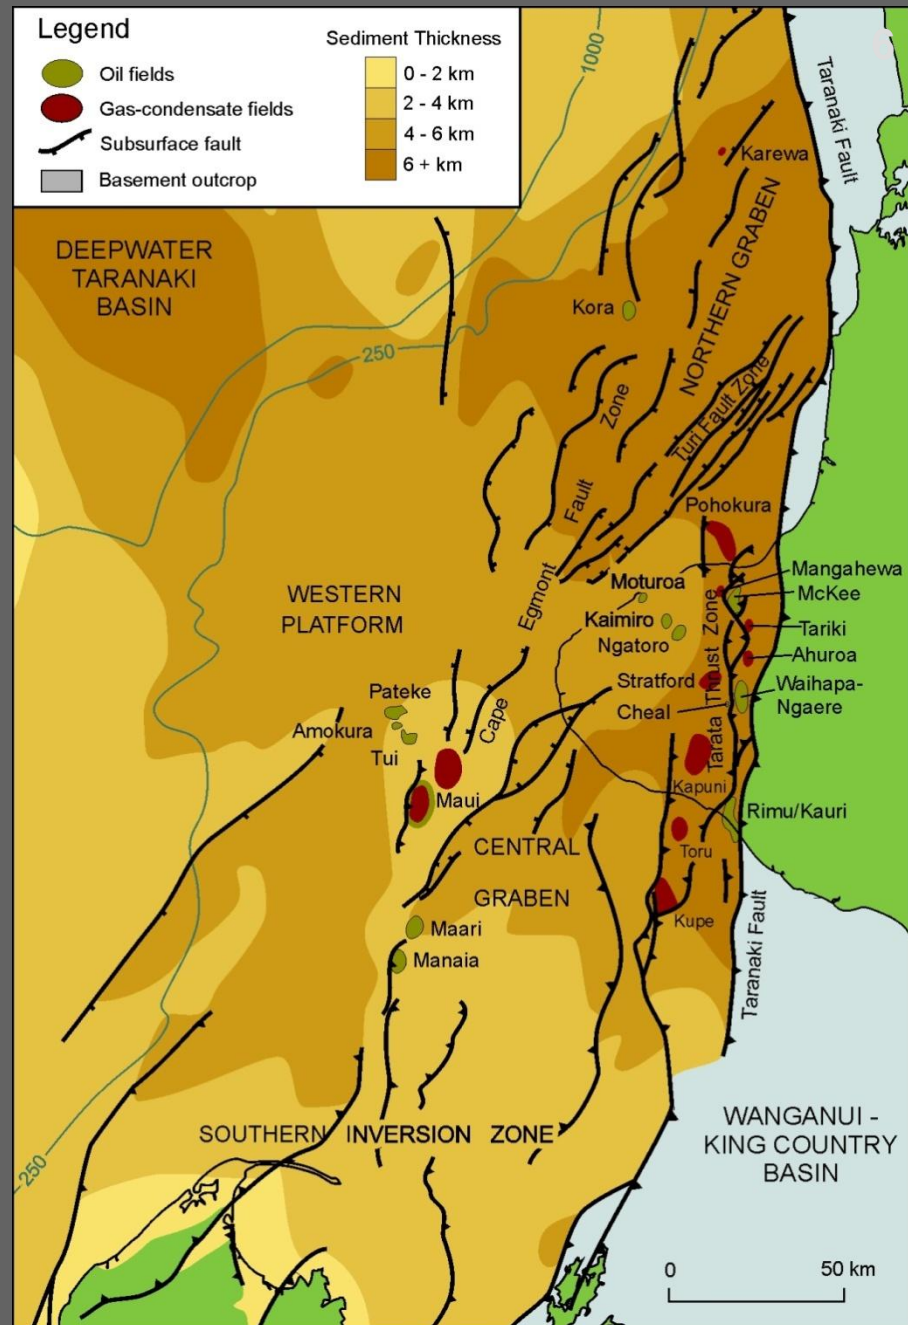 Legend
Oil fields
Gas-condensate fields
Subsurface fault
Basement outcrop
Sediment Thickness
0 - 2 km
2 - 4 km
4 - 6 km
6 + km
1000
Taranaki Fault
Karewa
DEEPWATER
TARANAKI
BASIN
NORTHERN GRABEN
Kora
250
Turi Fault Zone
Cape Egmont Fault Zone
Pohokura
WESTERN
PLATFORM
Moturoa
Mangahewa
McKee
Kaimiro
Ngatoro
Tariki
Ahuroa
Stratford
Cheal
Waihapa-
Ngaere
Tarata Thrust Zone
Pateke
Amokura
Tui
Maui
Kapuni
Rimu/Kauri
Toru
CENTRAL
GRABEN
Kupe
Maari
Manaia
Taranaki Fault
SOUTHERN INVERSION ZONE
250
WANGANUI -
KING COUNTRY
BASIN
0 50 km